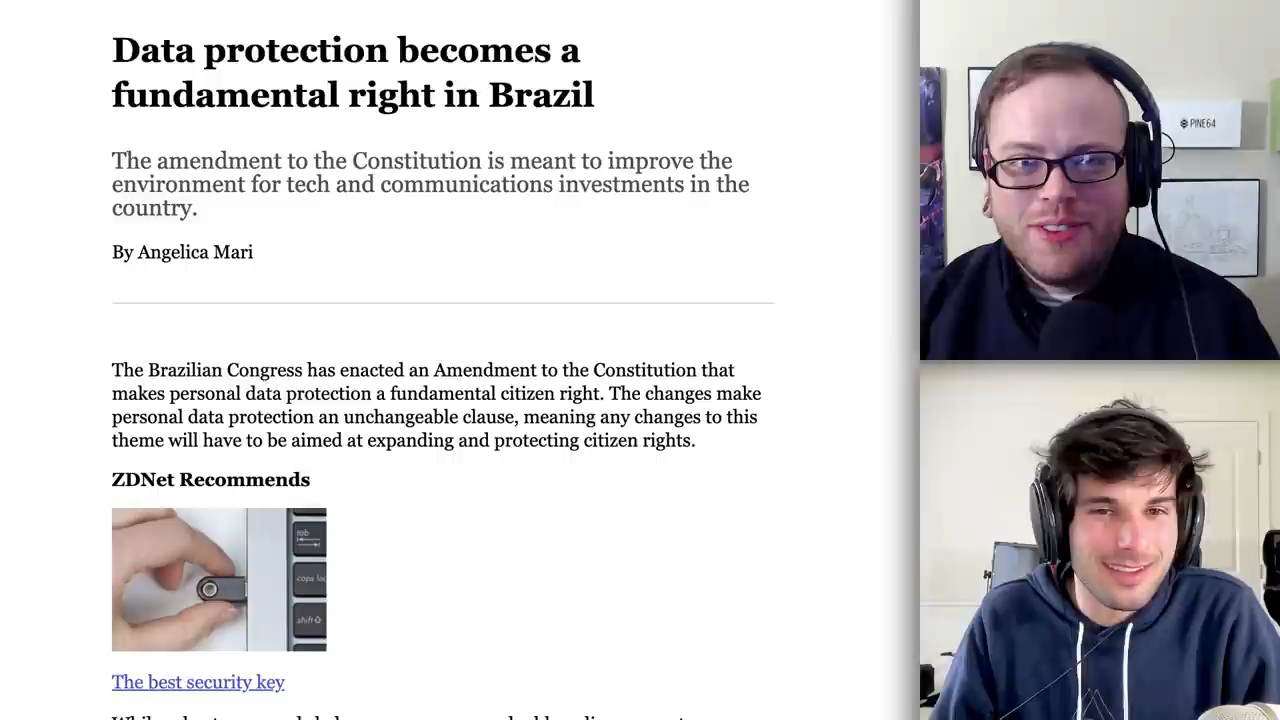 Data protection becomes a
fundamental right in Brazil
The amendment to the Constitution is meant to improve the
environment for tech and communications investments in the
country.
By Angelica Mari
The Brazilian Congress has enacted an Amendment to the Constitution that
makes personal data protection a fundamental citizen right. The changes make
personal data protection an unchangeable clause, meaning any changes to this
theme will have to be aimed at expanding and protecting citizen rights.
ZDNet Recommends
tab
caps loc
shift
The best security key
PINE64